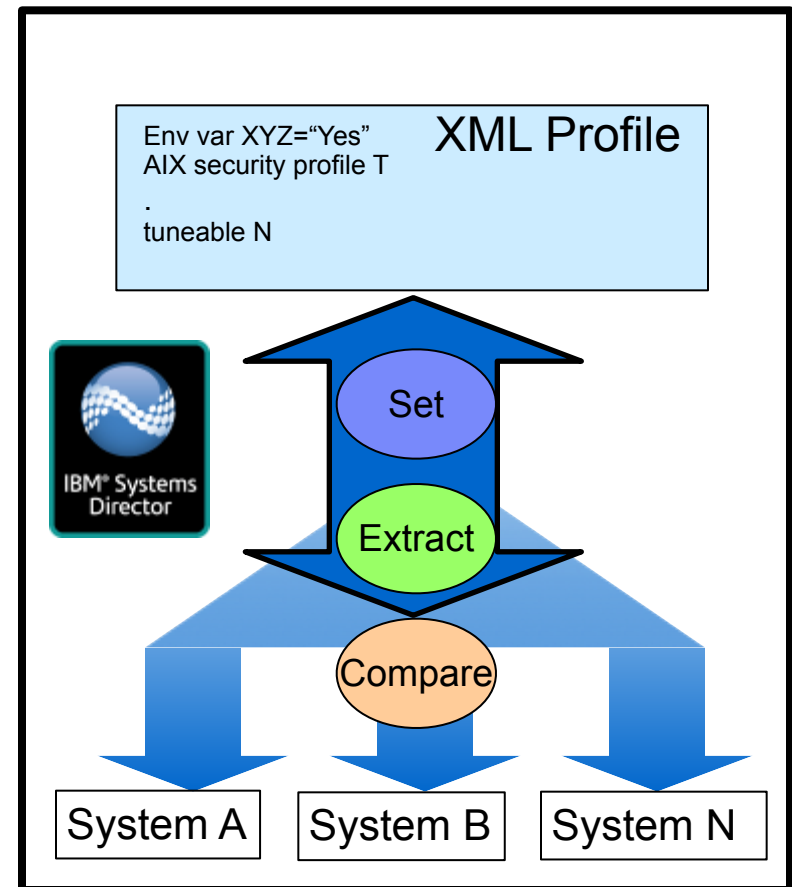 XML Profile
Env var XYZ=“Yes”
AIX security profile T
.
tuneable N
Set
IBM® Systems
Director
Extract
Compare
System A
System B
System N